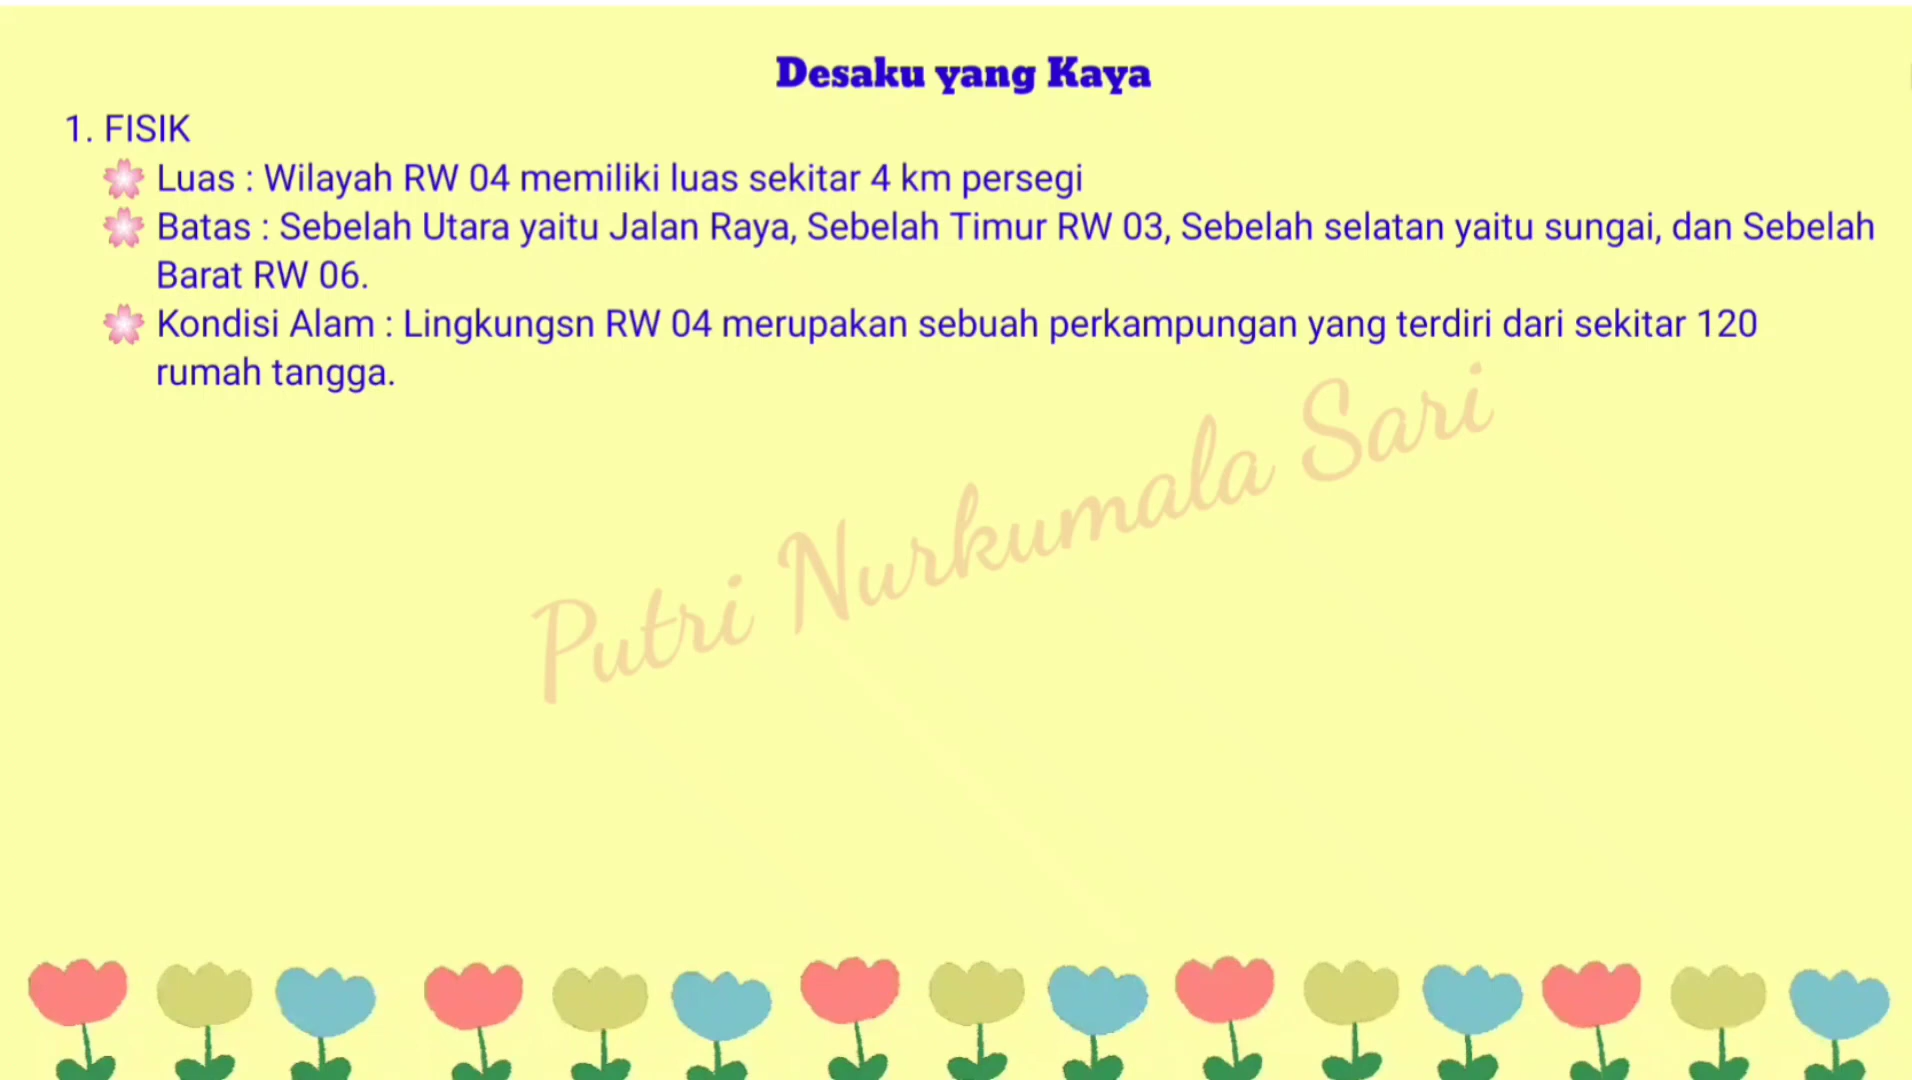 Desaku yang Kaya
1. FISIK
Luas : Wilayah RW 04 memiliki luas sekitar 4 km persegi
Batas : Sebelah Utara yaitu Jalan Raya, Sebelah Timur RW 03, Sebelah selatan yaitu sungai, dan Sebelah
Barat RW 06.
Kondisi Alam : Lingkungsn RW 04 merupakan sebuah perkampungan yang terdiri dari sekitar 120
rumah tangga.
Putri Nurkumala Sari